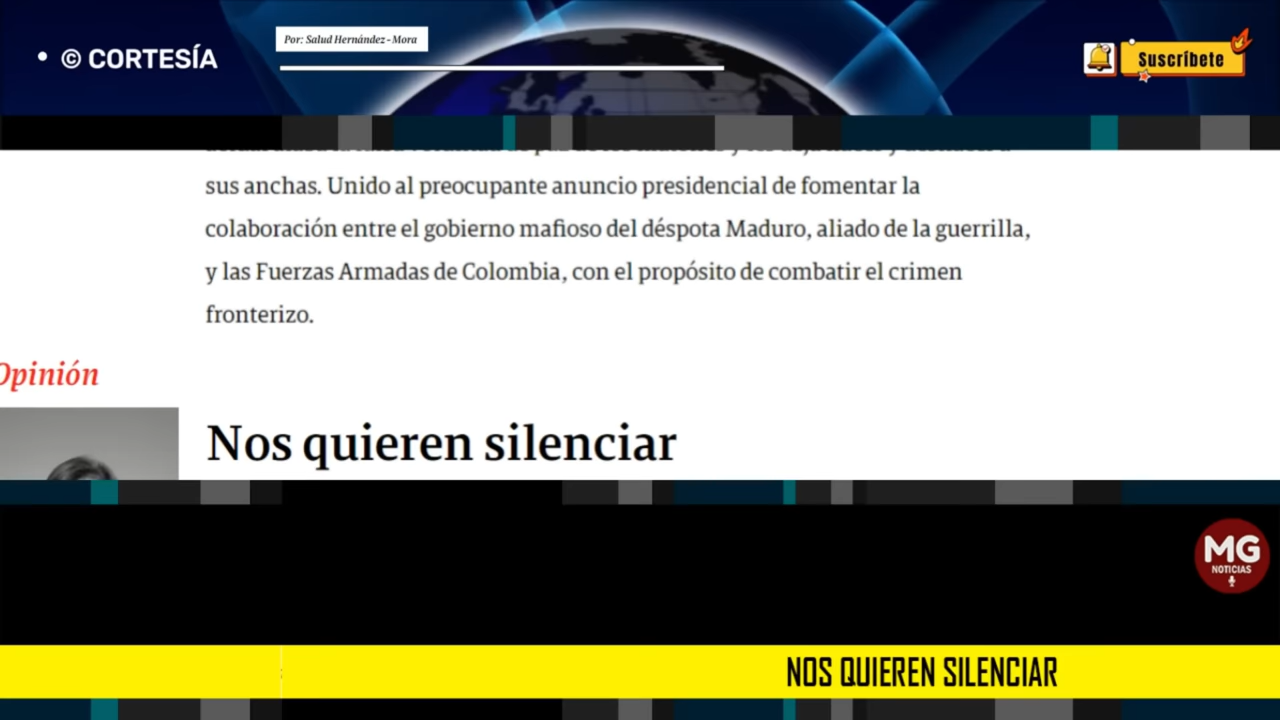 Por: Salud Hernández-Mora
• © CORTESÍA
Suscríbete
sus anchas. Unido al preocupante anuncio presidencial de fomentar la
colaboración entre el gobierno mafioso del déspota Maduro, aliado de la guerrilla,
y las Fuerzas Armadas de Colombia, con el propósito de combatir el crimen
fronterizo.
Opinión
Nos quieren silenciar
MG
NOTICIAS
NOS QUIEREN SILENCIAR